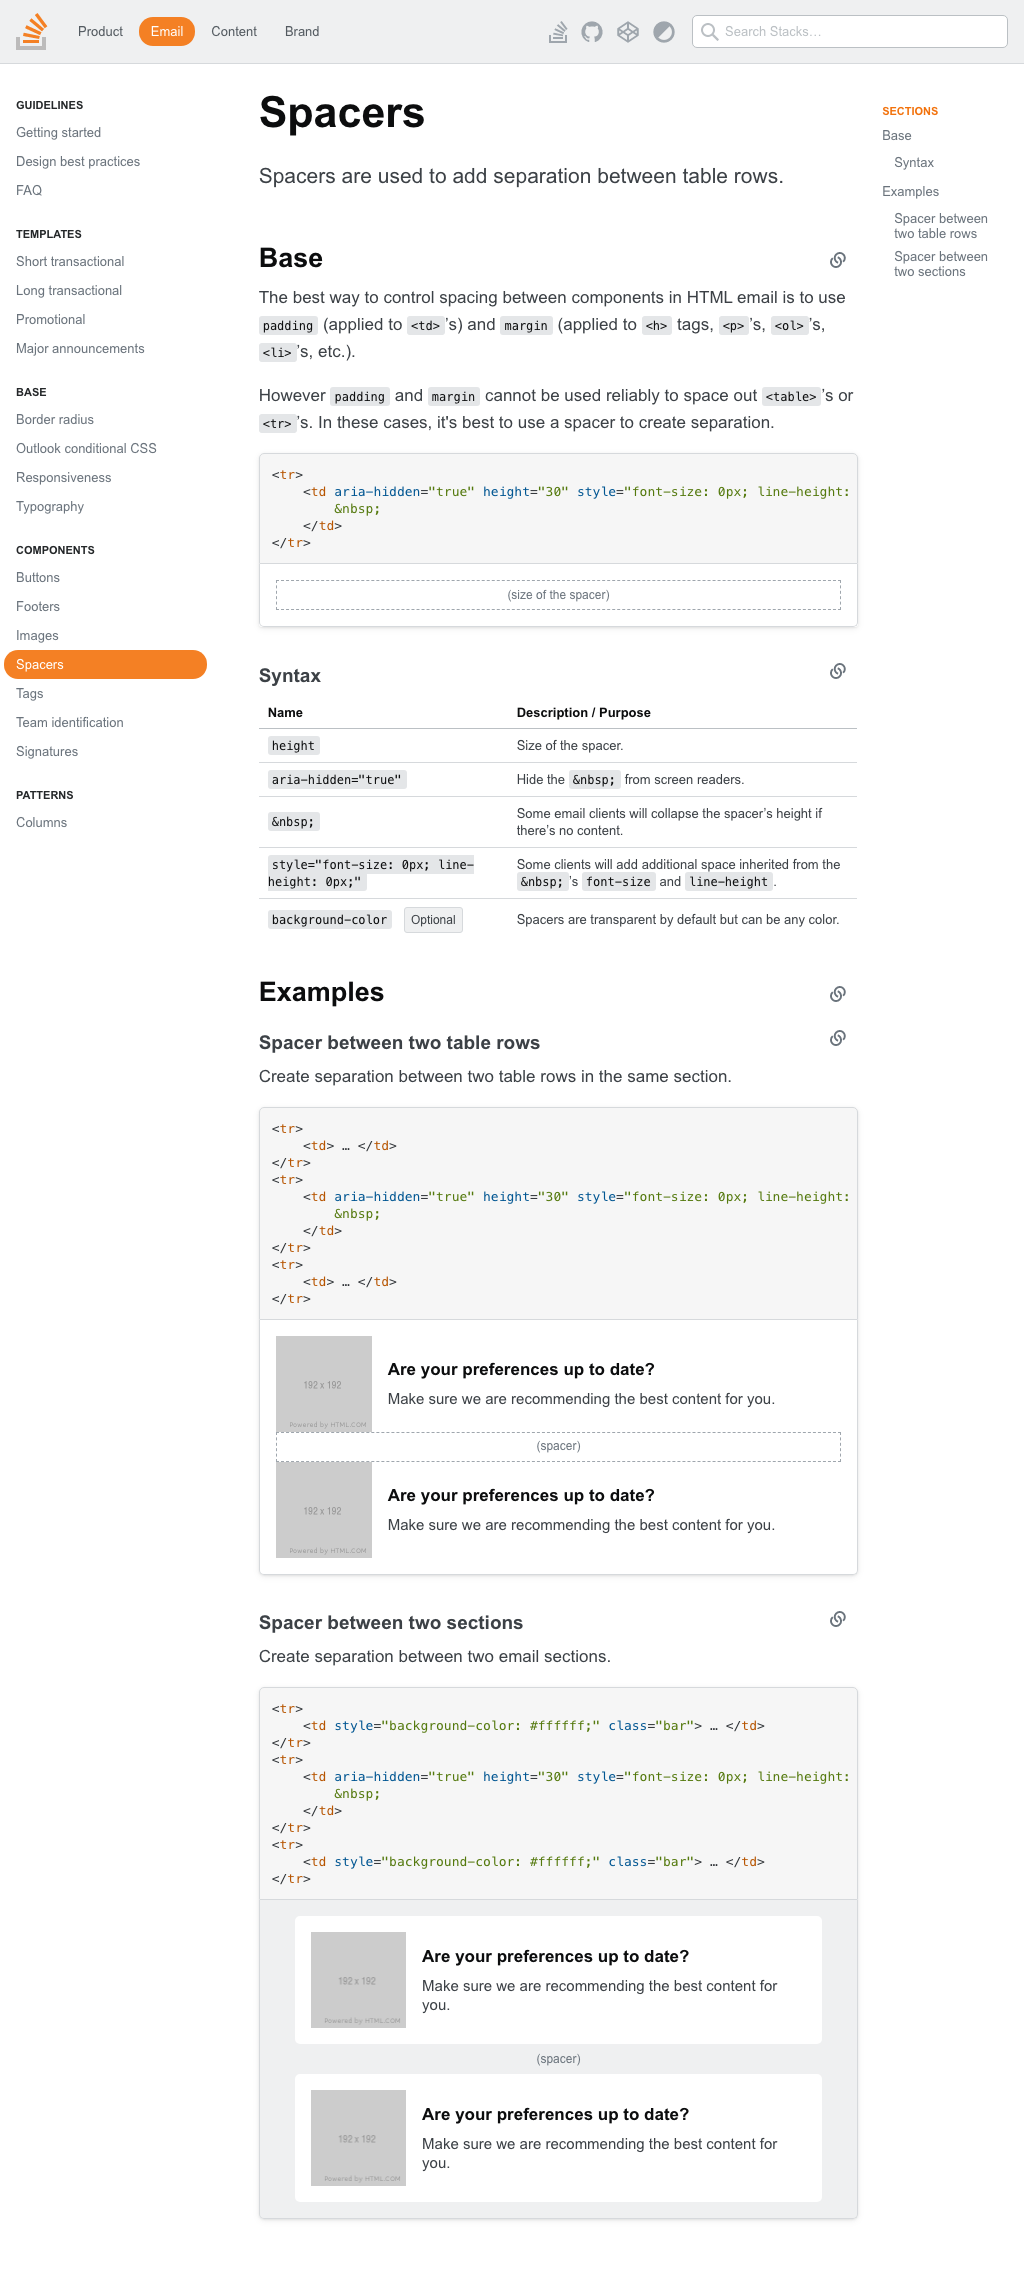 Product
Email
Content
Brand
Search Stacks…
GUIDELINES
Getting started
Design best practices
FAQ
TEMPLATES
Short transactional
Long transactional
Promotional
Major announcements
BASE
Border radius
Outlook conditional CSS
Responsiveness
Typography
COMPONENTS
Buttons
Footers
Images
Spacers
Tags
Team identification
Signatures
PATTERNS
Columns
Spacers
Spacers are used to add separation between table rows.
Base
The best way to control spacing between components in HTML email is to use
padding (applied to <td>'s) and margin (applied to <h> tags, <p>'s, <ol>'s,
<li>'s, etc.).
However padding and margin cannot be used reliably to space out <table>'s or
<tr>'s. In these cases, it's best to use a spacer to create separation.
<tr>
    <td aria-hidden="true" height="30" style="font-size: 0px; line-height:
        &nbsp;
    </td>
</tr>
(size of the spacer)
Syntax
Name Description / Purpose
height Size of the spacer.
aria-hidden="true" Hide the &nbsp; from screen readers.
&nbsp; Some email clients will collapse the spacer's height if
there's no content.
style="font-size: 0px; line- Some clients will add additional space inherited from the
height: 0px;" &nbsp;'s font-size and line-height.
background-color Optional Spacers are transparent by default but can be any color.
Examples
Spacer between two table rows
Create separation between two table rows in the same section.
<tr>
    <td> … </td>
</tr>
<tr>
    <td aria-hidden="true" height="30" style="font-size: 0px; line-height:
        &nbsp;
    </td>
</tr>
<tr>
    <td> … </td>
</tr>
192 x 192
Powered by HTML.COM
Are your preferences up to date?
Make sure we are recommending the best content for you.
(spacer)
192 x 192
Powered by HTML.COM
Are your preferences up to date?
Make sure we are recommending the best content for you.
Spacer between two sections
Create separation between two email sections.
<tr>
    <td style="background-color: #ffffff;" class="bar"> … </td>
</tr>
<tr>
    <td aria-hidden="true" height="30" style="font-size: 0px; line-height:
        &nbsp;
    </td>
</tr>
<tr>
    <td style="background-color: #ffffff;" class="bar"> … </td>
</tr>
192 x 192
Powered by HTML.COM
Are your preferences up to date?
Make sure we are recommending the best content for
you.
(spacer)
192 x 192
Powered by HTML.COM
Are your preferences up to date?
Make sure we are recommending the best content for
you.
SECTIONS
Base
Syntax
Examples
Spacer between
two table rows
Spacer between
two sections